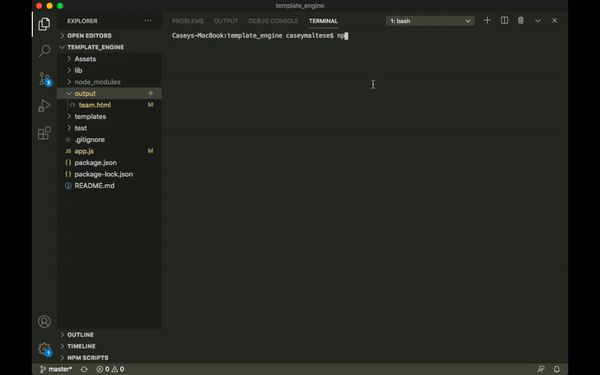 template_engine
EXPLORER ...
PROBLEMS OUTPUT DEBUG CONSOLE TERMINAL 1: bash
OPEN EDITORS
TEMPLATE_ENGINE
Caseys-MacBook:template_engine caseymaltese$ np
Assets
lib
node_modules
output
team.html M
templates
test
.gitignore
JS app.js M
{} package.json
{} package-lock.json
README.md
OUTLINE
TIMELINE
NPM SCRIPTS
master* 0 0